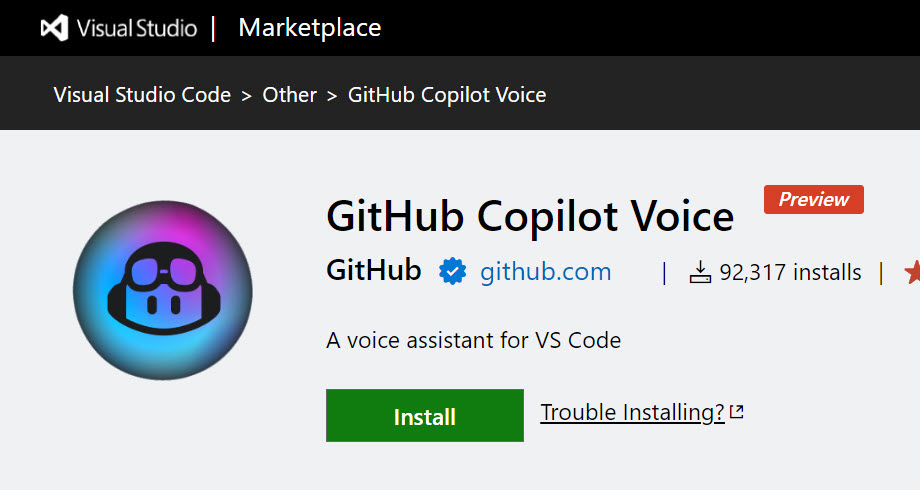 Visual Studio | Marketplace
Visual Studio Code > Other > GitHub Copilot Voice
GitHub Copilot Voice Preview
GitHub github.com | 92,317 installs |
A voice assistant for VS Code
Install Trouble Installing?